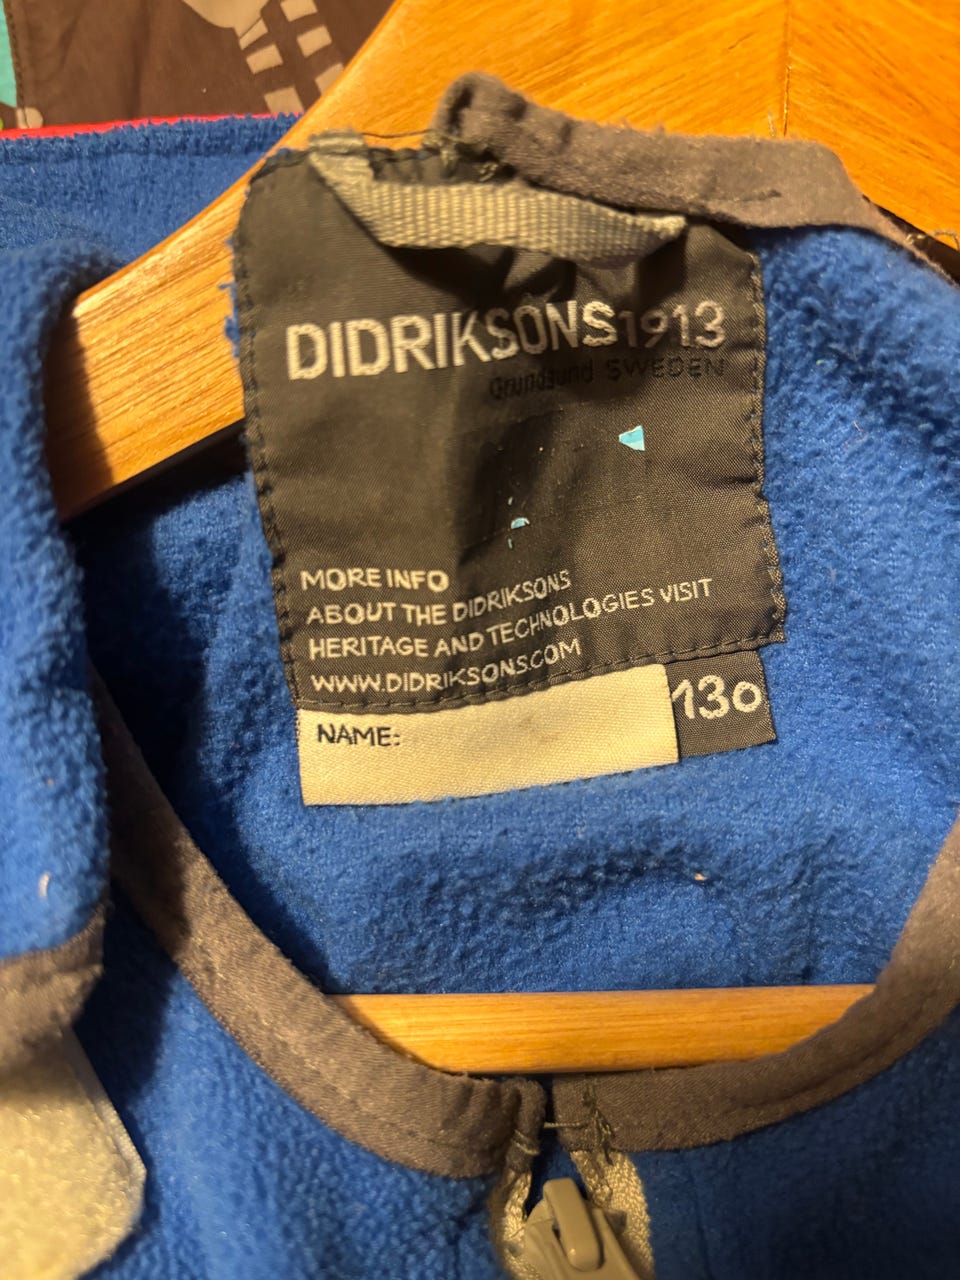 DIDRIKSONS1913
Grundsund SWEDEN
MORE INFO
ABOUT THE DIDRIKSONS
HERITAGE AND TECHNOLOGIES VISIT
WWW.DIDRIKSONS.COM
NAME:
130